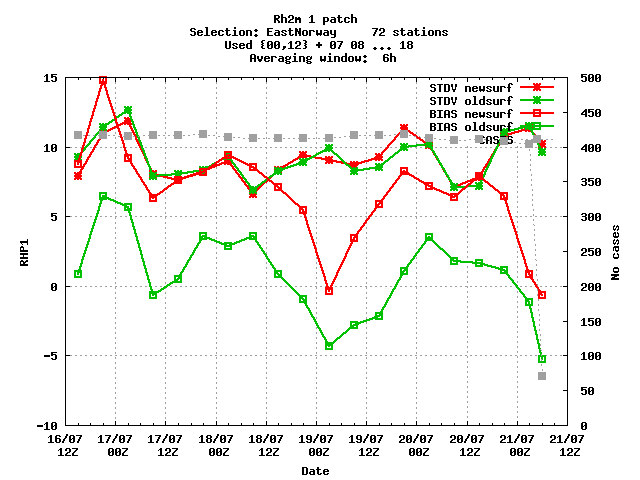 Rh2m 1 patch
Selection: EastNorway 72 stations
Used {00,12} + 07 08 ... 18
Averaging window: 6h
STDV newsurf
STDV oldsurf
BIAS newsurf
BIAS oldsurf
CASES
15
10
5
0
-5
-10
RHP1
500
450
400
350
300
250
200
150
100
50
0
No cases
16/07 17/07 17/07 18/07 18/07 19/07 19/07 20/07 20/07 21/07 21/07
12Z 00Z 12Z 00Z 12Z 00Z 12Z 00Z 12Z 00Z 12Z
Date